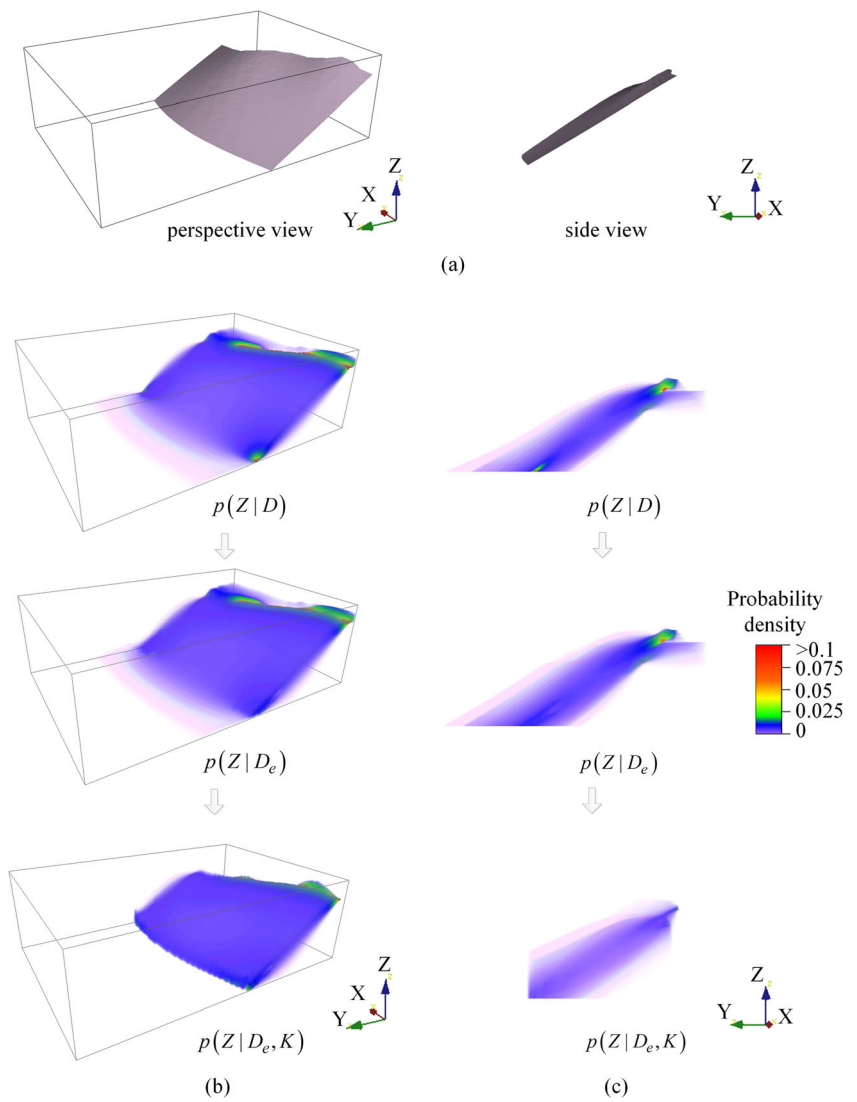 Z
z
X
Y
perspective view
Z
z
Y
X
side view
(a)
p(Z | D)
p(Z | D)
Probability
density
>0.1
0.075
0.05
0.025
0
p(Z | D_e)
p(Z | D_e)
Z
z
X
Y
p(Z | D_e, K)
Z
z
Y
X
p(Z | D_e, K)
(b)
(c)